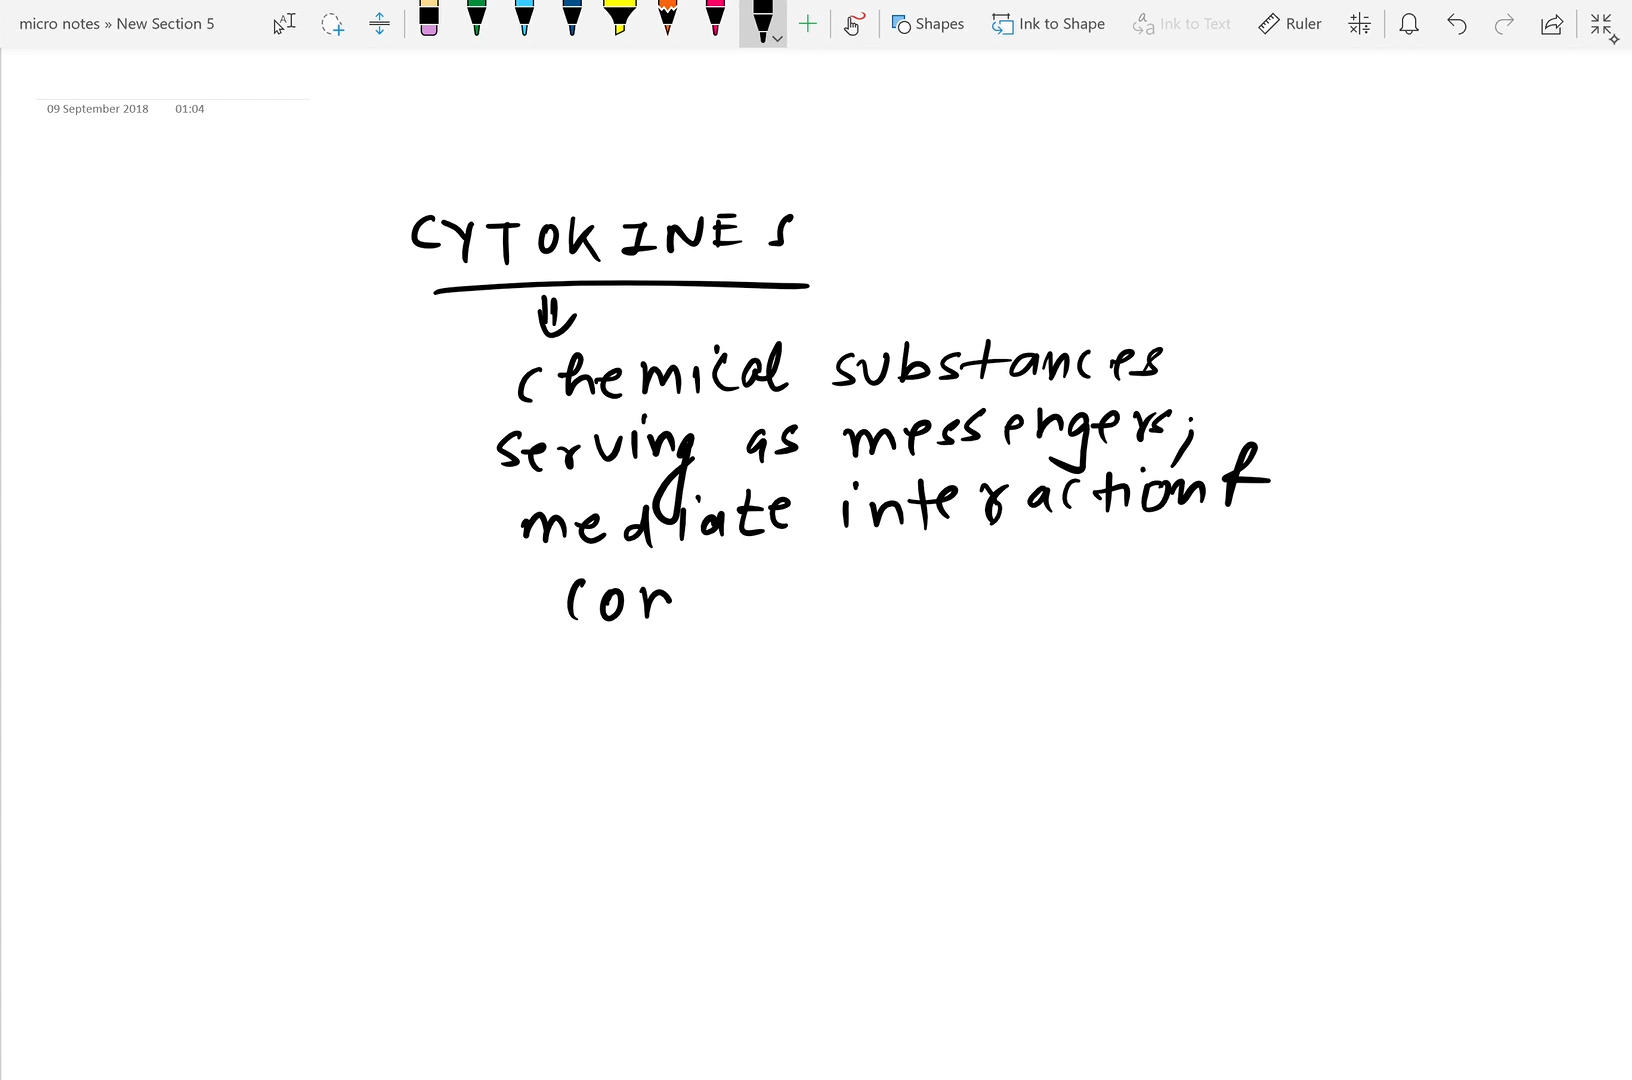 micro notes » New Section 5
Shapes
Ink to Shape
Ink to Text
Ruler
09 September 2018 01:04
CYTOKINES
chemical substances
serving as messengers;
mediate interaction &
cor